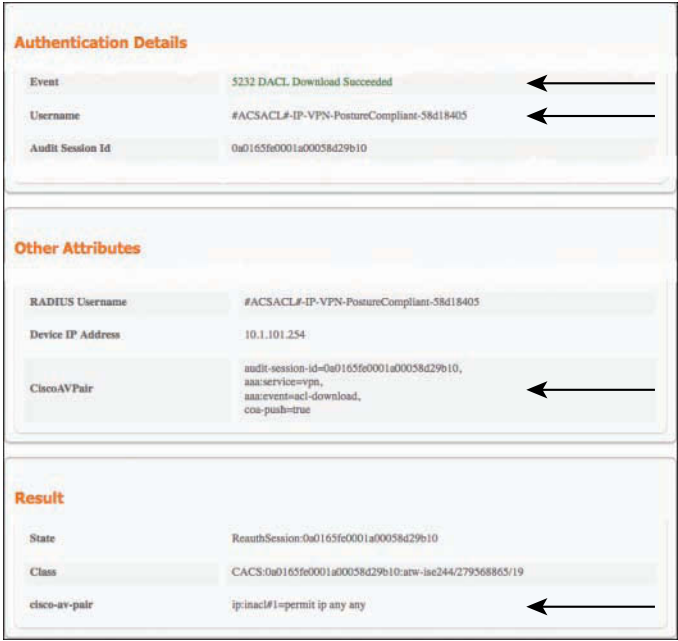 Authentication Details
Event 5232 DACL Download Succeeded
Username #ACSACL#-IP-VPN-PostureCompliant-58d18405
Audit Session Id 0a0165fe0001a00058d29b10
Other Attributes
RADIUS Username #ACSACL#-IP-VPN-PostureCompliant-58d18405
Device IP Address 10.1.101.254
CiscoAVPair audit-session-id=0a0165fe0001a00058d29b10,
aaa:service=vpn,
aaa:event=acl-download,
coa-push=true
Result
State ReauthSession:0a0165fe0001a00058d29b10
Class CACS:0a0165fe0001a00058d29b10:atw-ise244/279568865/19
cisco-av-pair ip:inacl#1=permit ip any any